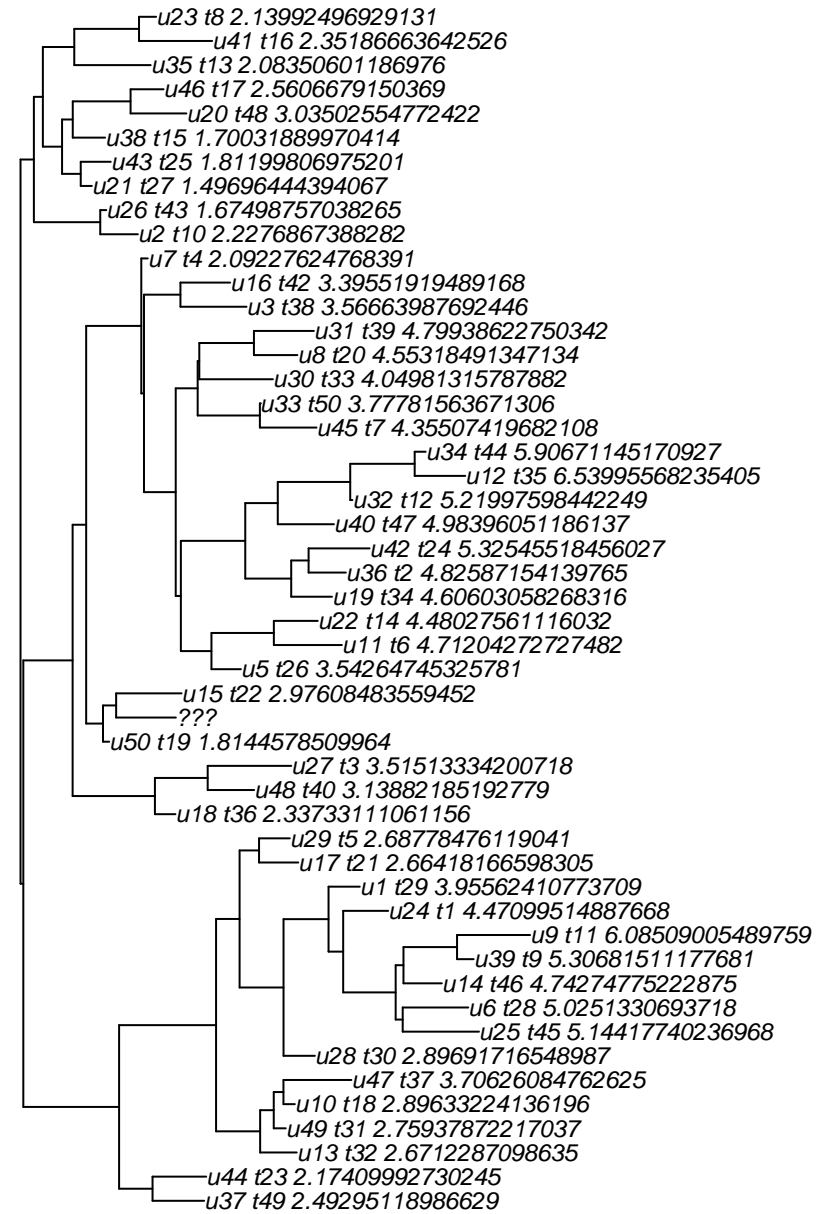 u23 t8 2.13992496929131
u41 t16 2.35186663642526
u35 t13 2.08350601186976
u46 t17 2.5606679150369
u20 t48 3.03502554772422
u38 t15 1.70031889970414
u43 t25 1.81199806975201
u21 t27 1.49696444394067
u26 t43 1.67498757038265
u2 t10 2.2276867388282
u7 t4 2.09227624768391
u16 t42 3.39551919489168
u3 t38 3.56663987692446
u31 t39 4.79938622750342
u8 t20 4.55318491347134
u30 t33 4.04981315787882
u33 t50 3.77781563671306
u45 t7 4.35507419682108
u34 t44 5.90671145170927
u12 t35 6.53995568235405
u32 t12 5.21997598442249
u40 t47 4.98396051186137
u42 t24 5.32545518456027
u36 t2 4.82587154139765
u19 t34 4.60603058268316
u22 t14 4.48027561116032
u11 t6 4.71204272727482
u5 t26 3.54264745325781
u15 t22 2.97608483559452
???
u50 t19 1.8144578509964
u27 t3 3.51513334200718
u48 t40 3.13882185192779
u18 t36 2.33733111061156
u29 t5 2.68778476119041
u17 t21 2.66418166598305
u1 t29 3.95562410773709
u24 t1 4.47099514887668
u9 t11 6.08509005489759
u39 t9 5.30681511177681
u14 t46 4.74274775222875
u6 t28 5.0251330693718
u25 t45 5.14417740236968
u28 t30 2.89691716548987
u47 t37 3.70626084762625
u10 t18 2.89633224136196
u49 t31 2.75937872217037
u13 t32 2.6712287098635
u44 t23 2.17409992730245
u37 t49 2.49295118986629